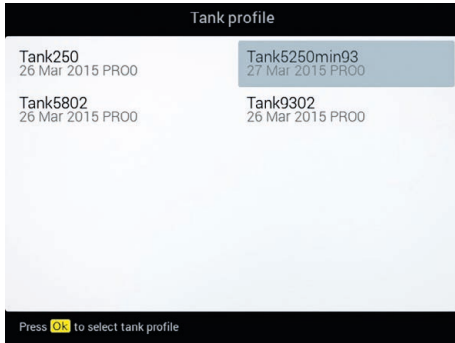 Tank profile
Tank250
26 Mar 2015 PRO0
Tank5250min93
27 Mar 2015 PRO0
Tank5802
26 Mar 2015 PRO0
Tank9302
26 Mar 2015 PRO0
Press Ok to select tank profile